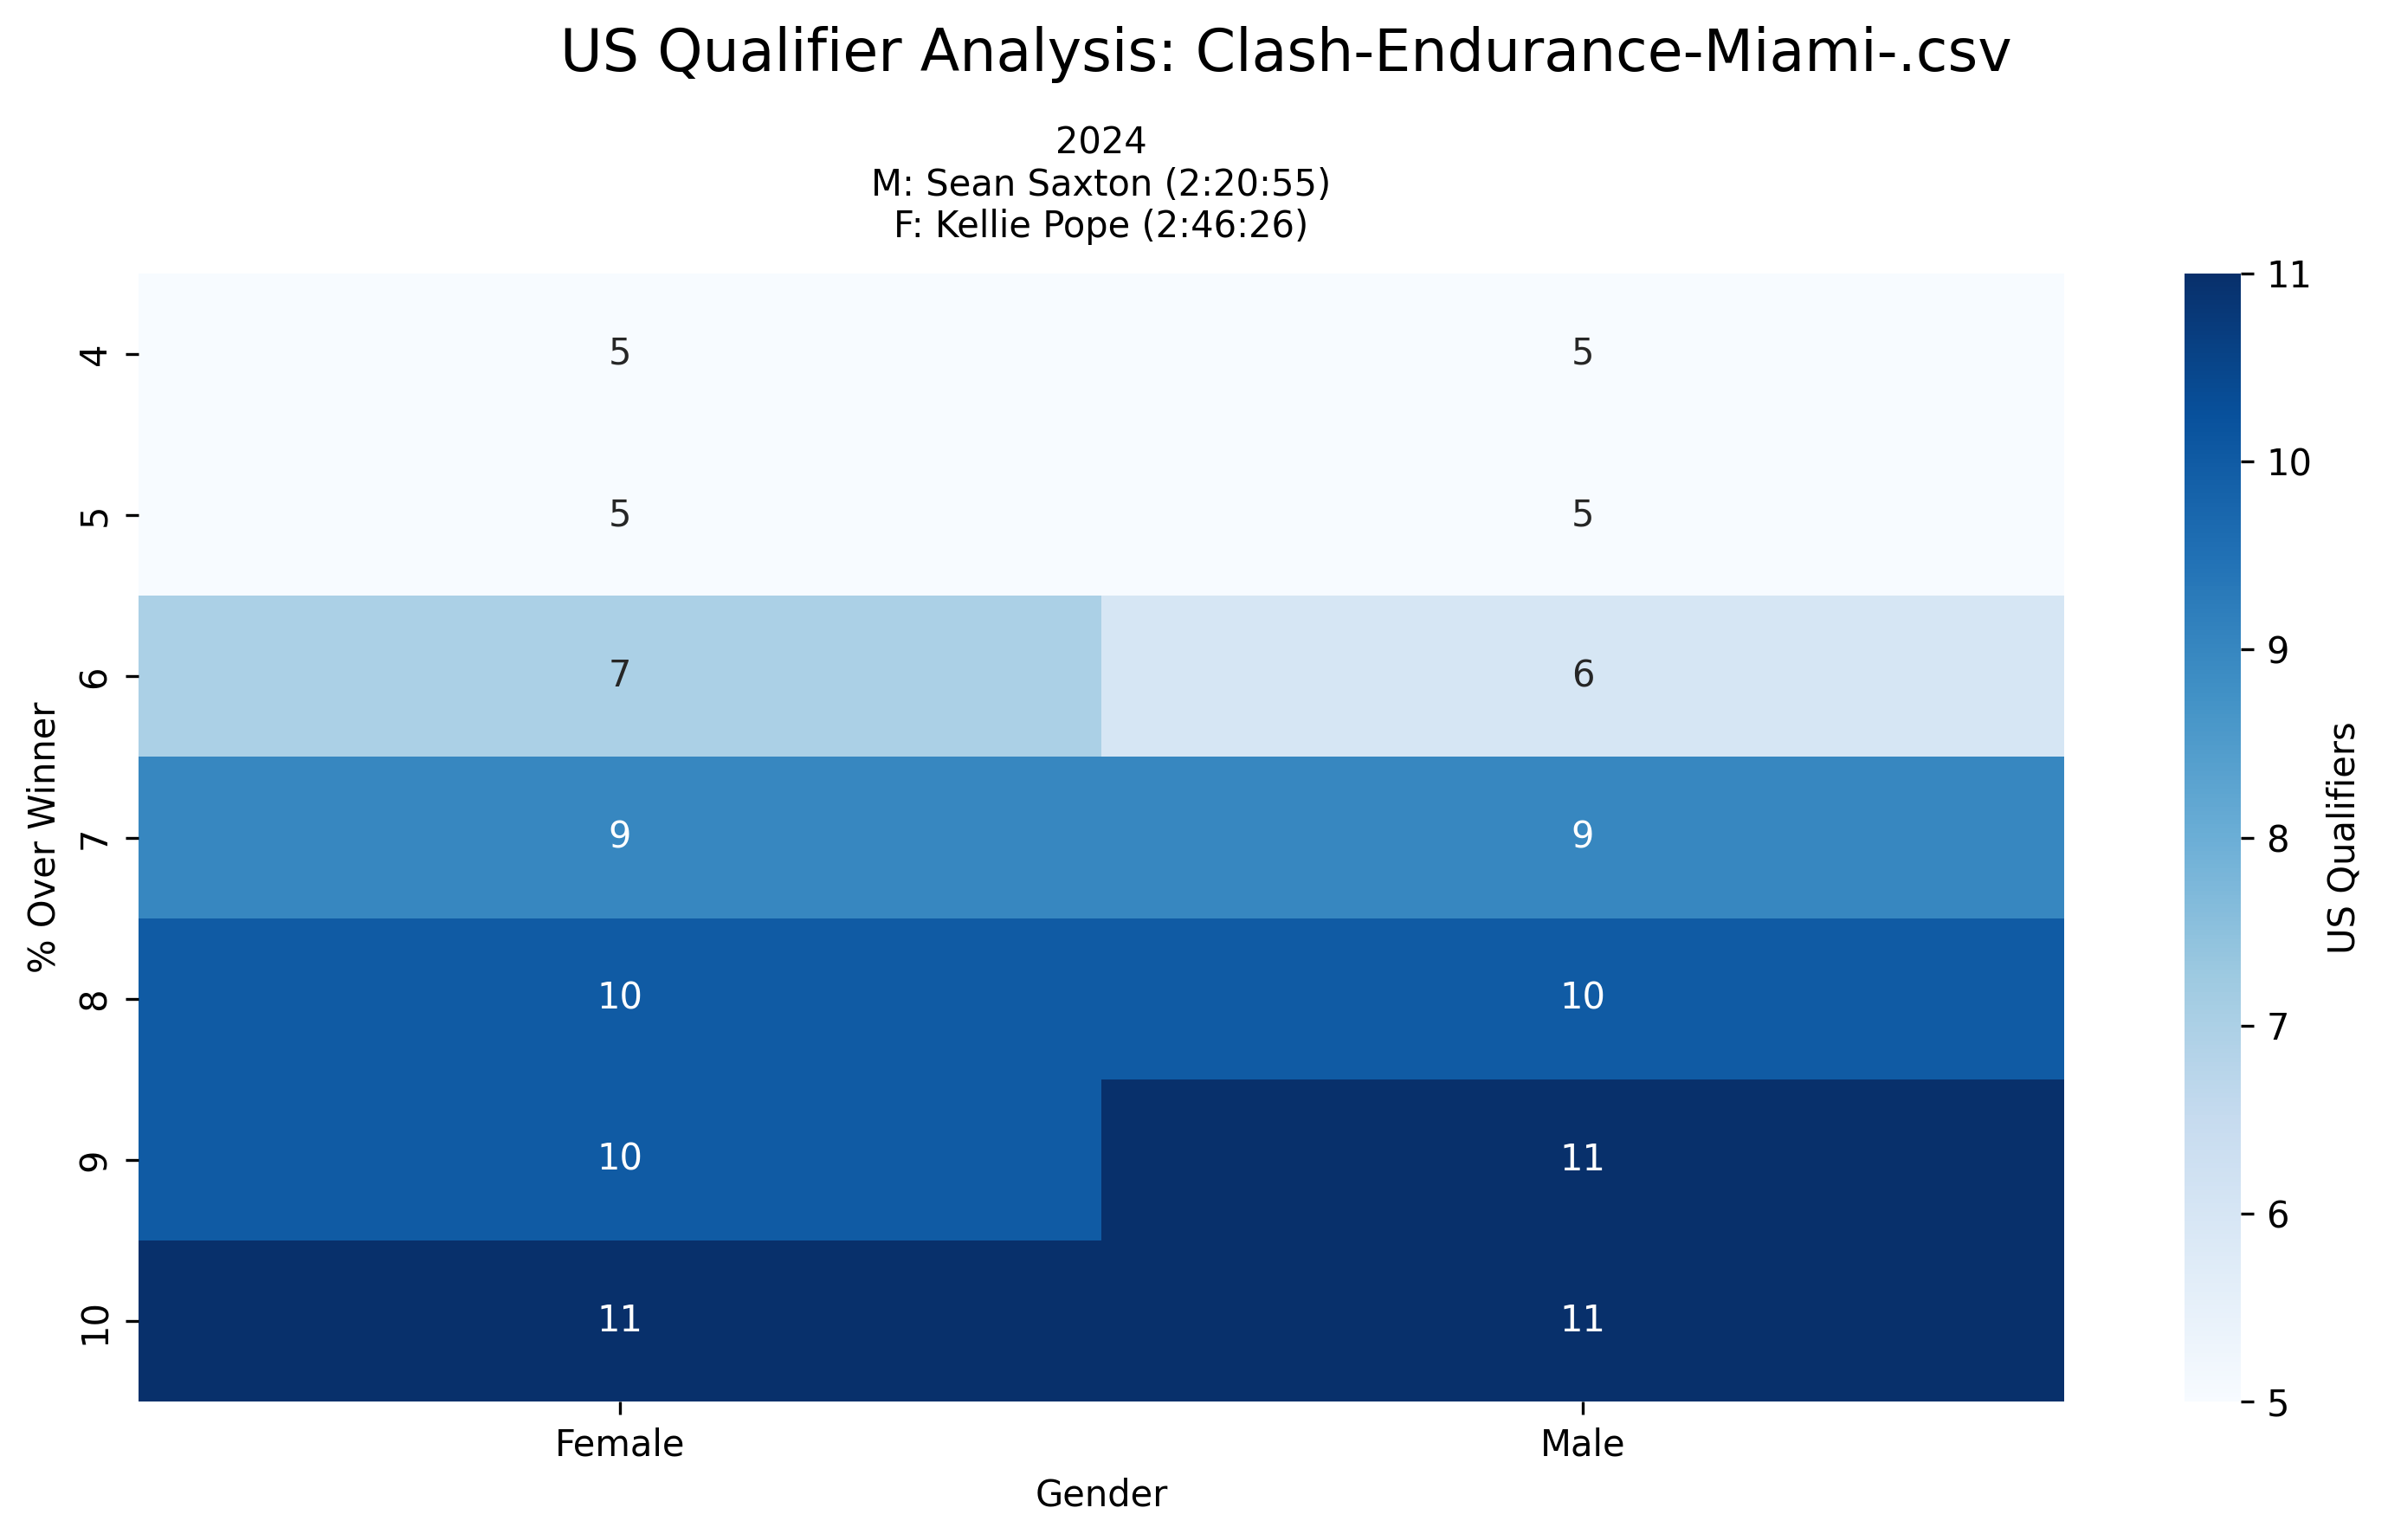 US Qualifier Analysis: Clash-Endurance-Miami-.csv
2024
M: Sean Saxton (2:20:55)
F: Kellie Pope (2:46:26)
% Over Winner
4 5 5
5 5 5
6 7 6
7 9 9
8 10 10
9 10 11
10 11 11
Female Male
Gender
11
10
9
8
7
6
5
US Qualifiers